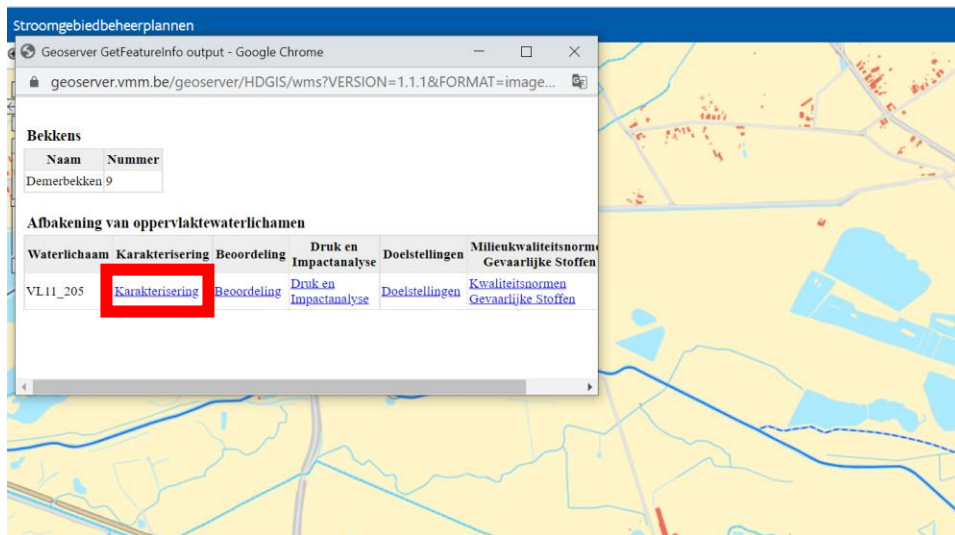 Stroomgebiedbeheerplannen
Geoserver GetFeatureInfo output - Google Chrome
geoserver.vmm.be/geoserver/HDGIS/wms?VERSION=1.1.1&FORMAT=image...
Bekkens
Naam Nummer
Demerbekken 9
Afbakening van oppervlaktewaterlichamen
Waterlichaam Karakterisering Beoordeling Druk en Impactanalyse Doelstellingen Milieukwaliteitsnorme Gevaarlijke Stoffen
VL11_205 Karakterisering Beoordeling Druk en Impactanalyse Doelstellingen Kwaliteitsnormen Gevaarlijke Stoffen